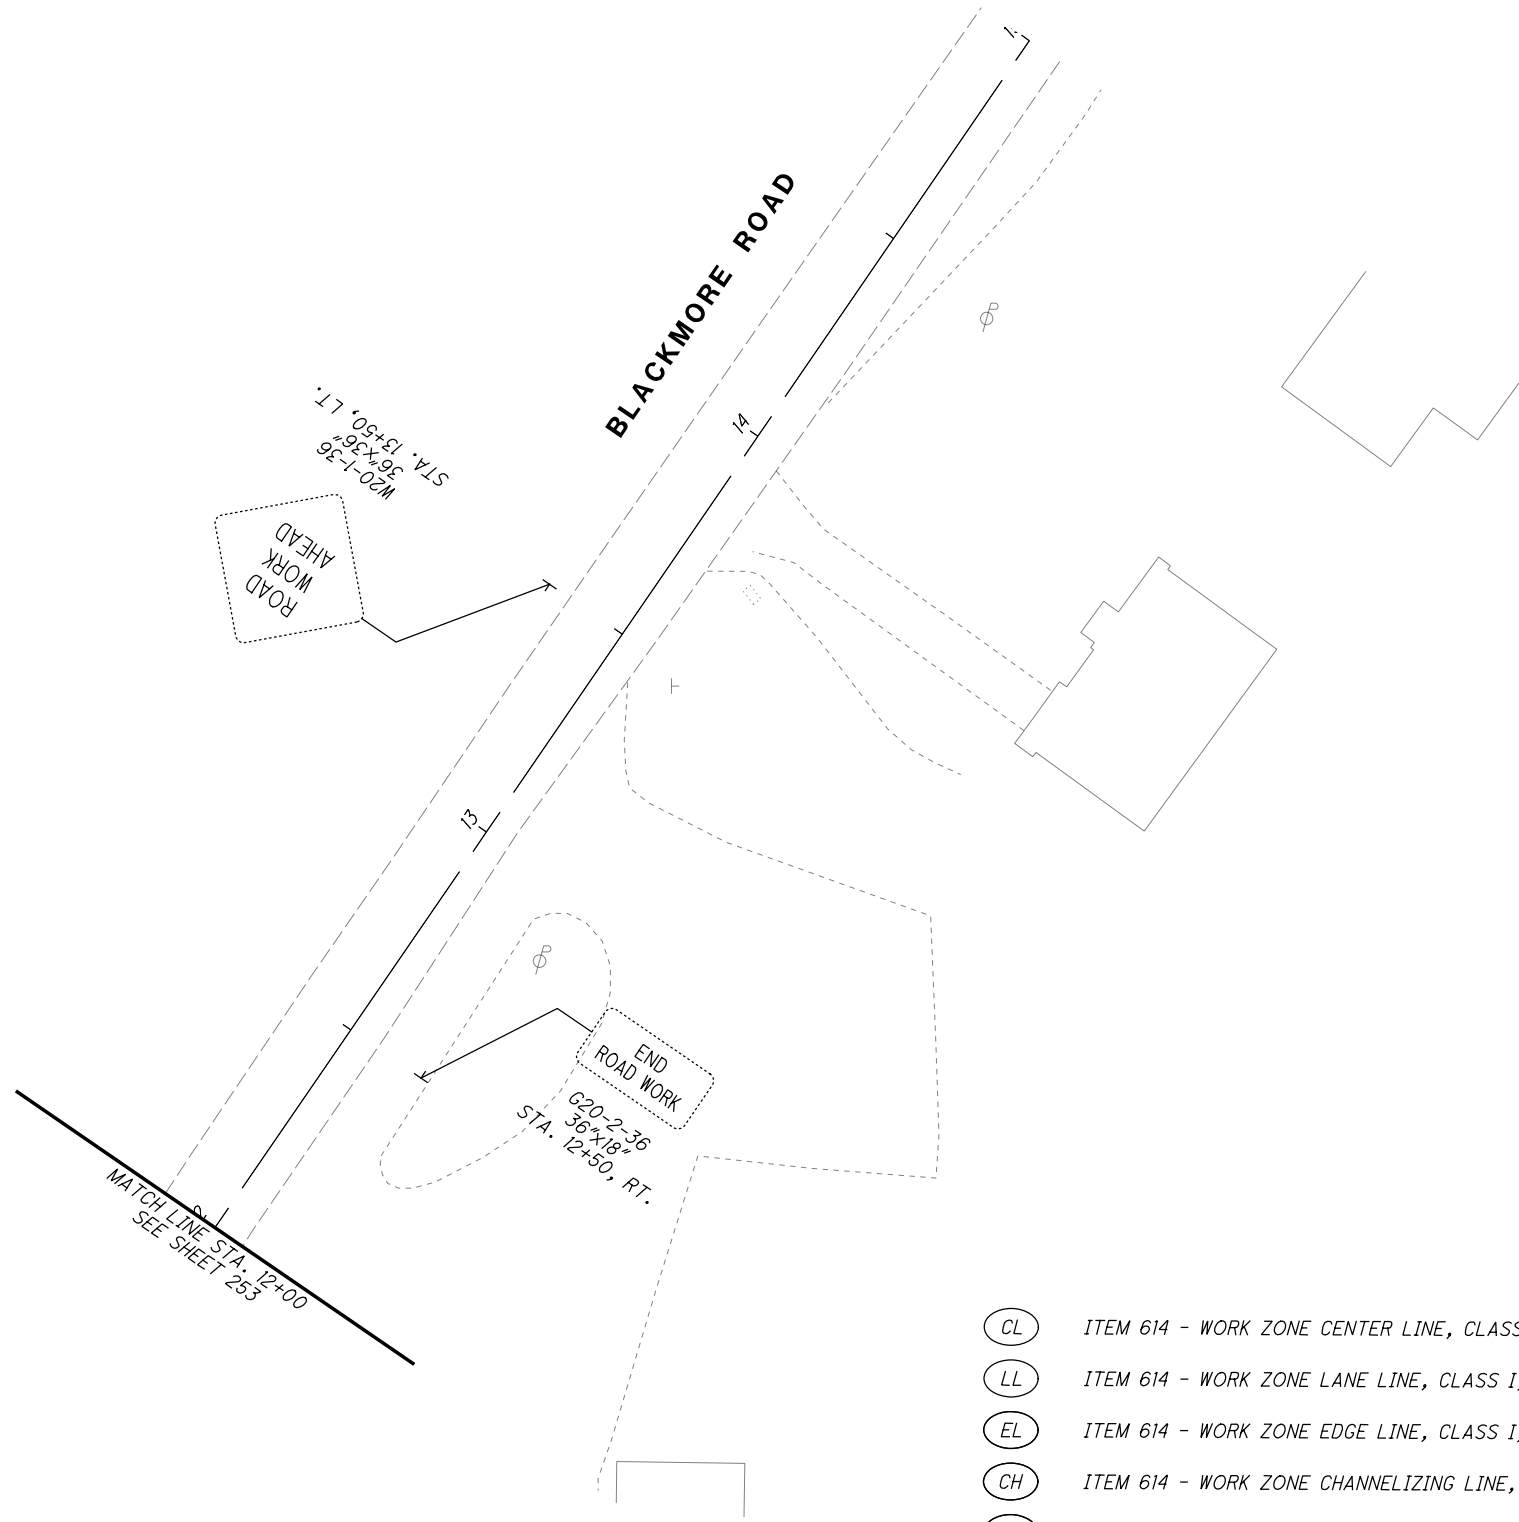 BLACKMORE ROAD
14
13
W20-1-36
36"x36"
STA. 13+50, LT.
ROAD
WORK
AHEAD
END
ROAD WORK
G20-2-36
36"x18"
STA. 12+50, RT.
MATCH LINE STA. 12+00
SEE SHEET 253
CL ITEM 614 - WORK ZONE CENTER LINE, CLASS
LL ITEM 614 - WORK ZONE LANE LINE, CLASS I,
EL ITEM 614 - WORK ZONE EDGE LINE, CLASS I,
CH ITEM 614 - WORK ZONE CHANNELIZING LINE,